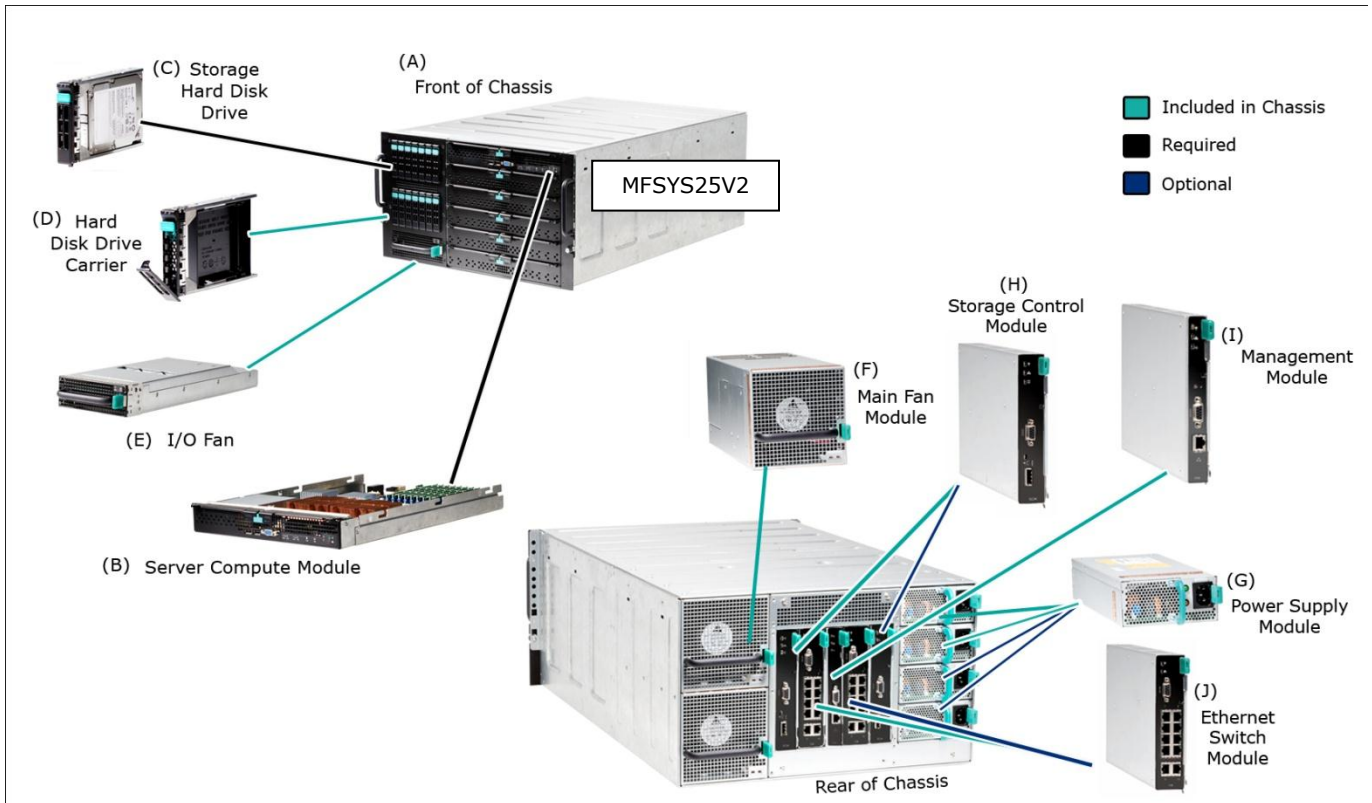 (A)
Front of Chassis
(C) Storage
Hard Disk
Drive
Included in Chassis
Required
Optional
MFSYS25V2
(D) Hard
Disk Drive
Carrier
(H)
Storage Control
Module
(I)
Management
Module
(F)
Main Fan
Module
(E) I/O Fan
(B) Server Compute Module
(G)
Power Supply
Module
(J)
Ethernet
Switch
Module
Rear of Chassis